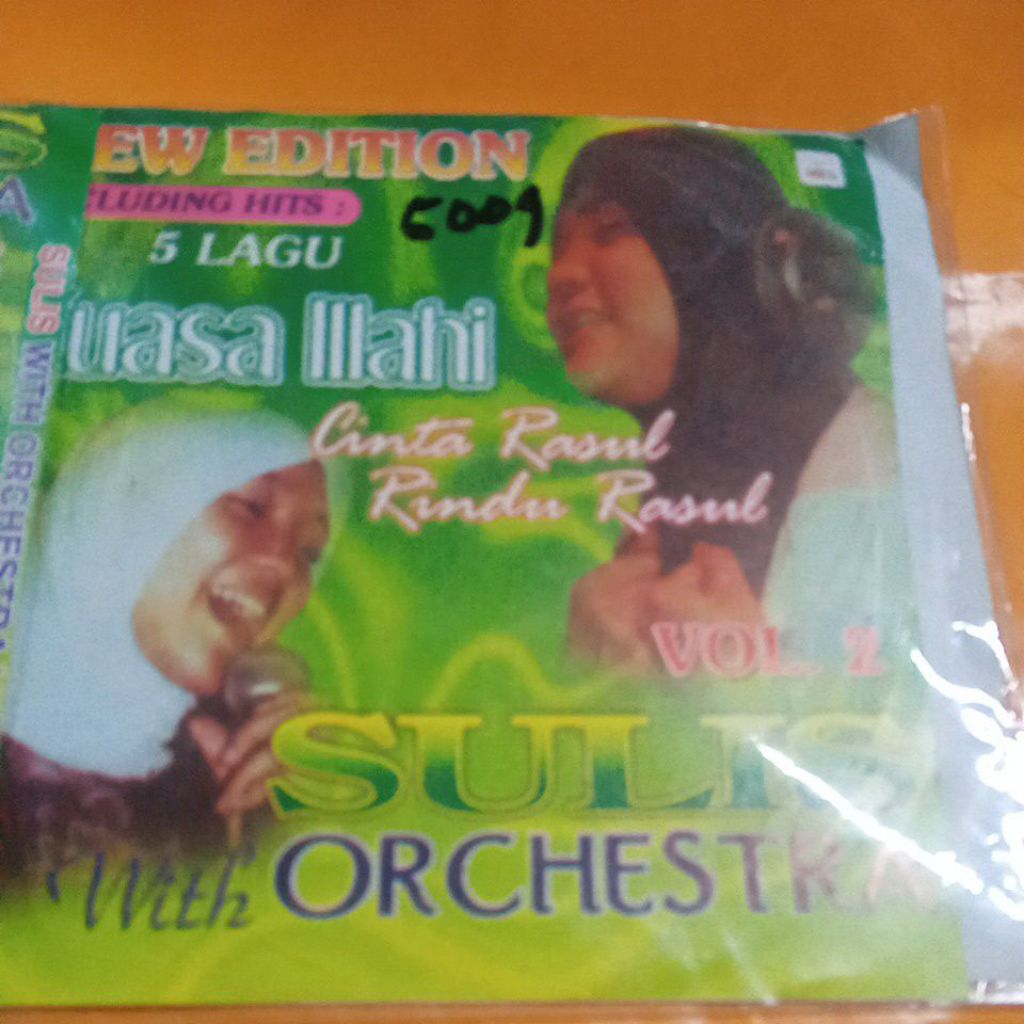 EW EDITION
CLUDING HITS :
5 LAGU
5009
uasa Illahi
Cinta Rasul
Rindu Rasul
VOL. 2
SULIS
With ORCHESTRA
SULIS WITH ORCHESTRA
S
A